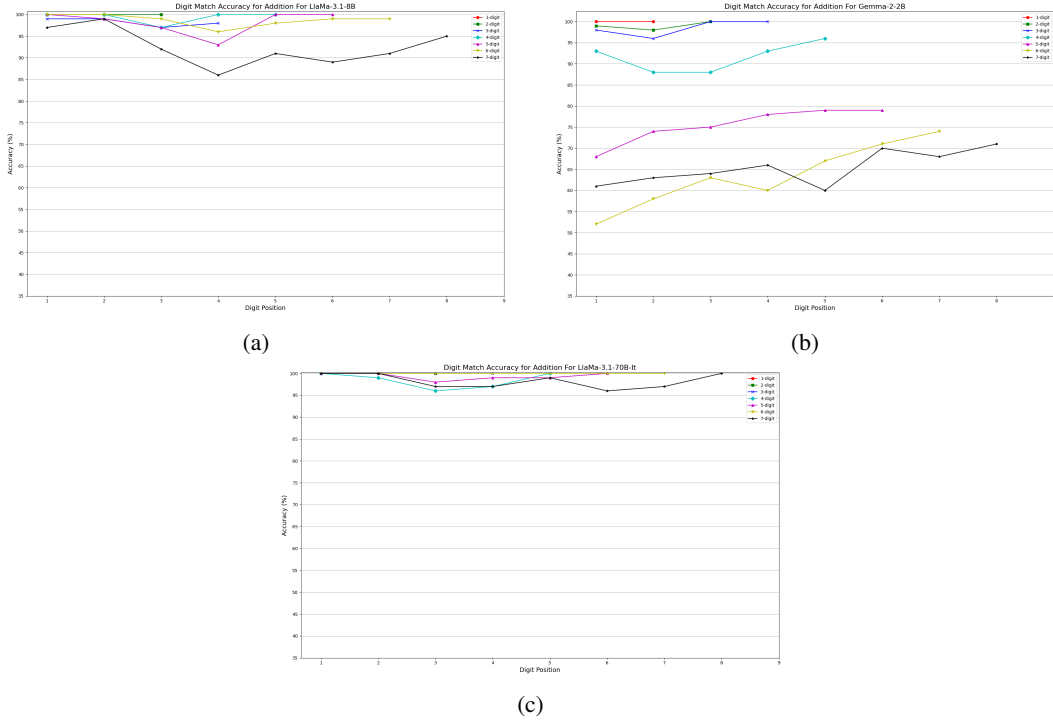 Digit Match Accuracy for Addition For LlaMa-3.1-8B
100
95
90
85
80
75
70
65
60
55
50
45
40
35
Accuracy (%)
1 2 3 4 5 6 7 8 9
Digit Position
1-digit
2-digit
3-digit
4-digit
5-digit
6-digit
7-digit
(a)
Digit Match Accuracy for Addition For Gemma-2-2B
100
95
90
85
80
75
70
65
60
55
50
45
40
35
Accuracy (%)
1 2 3 4 5 6 7 8
Digit Position
1-digit
2-digit
3-digit
4-digit
5-digit
6-digit
7-digit
(b)
Digit Match Accuracy for Addition For LlaMa-3.1-70B-It
100
95
90
85
80
75
70
65
60
55
50
45
40
35
Accuracy (%)
1 2 3 4 5 6 7 8 9
Digit Position
1-digit
2-digit
3-digit
4-digit
5-digit
6-digit
7-digit
(c)